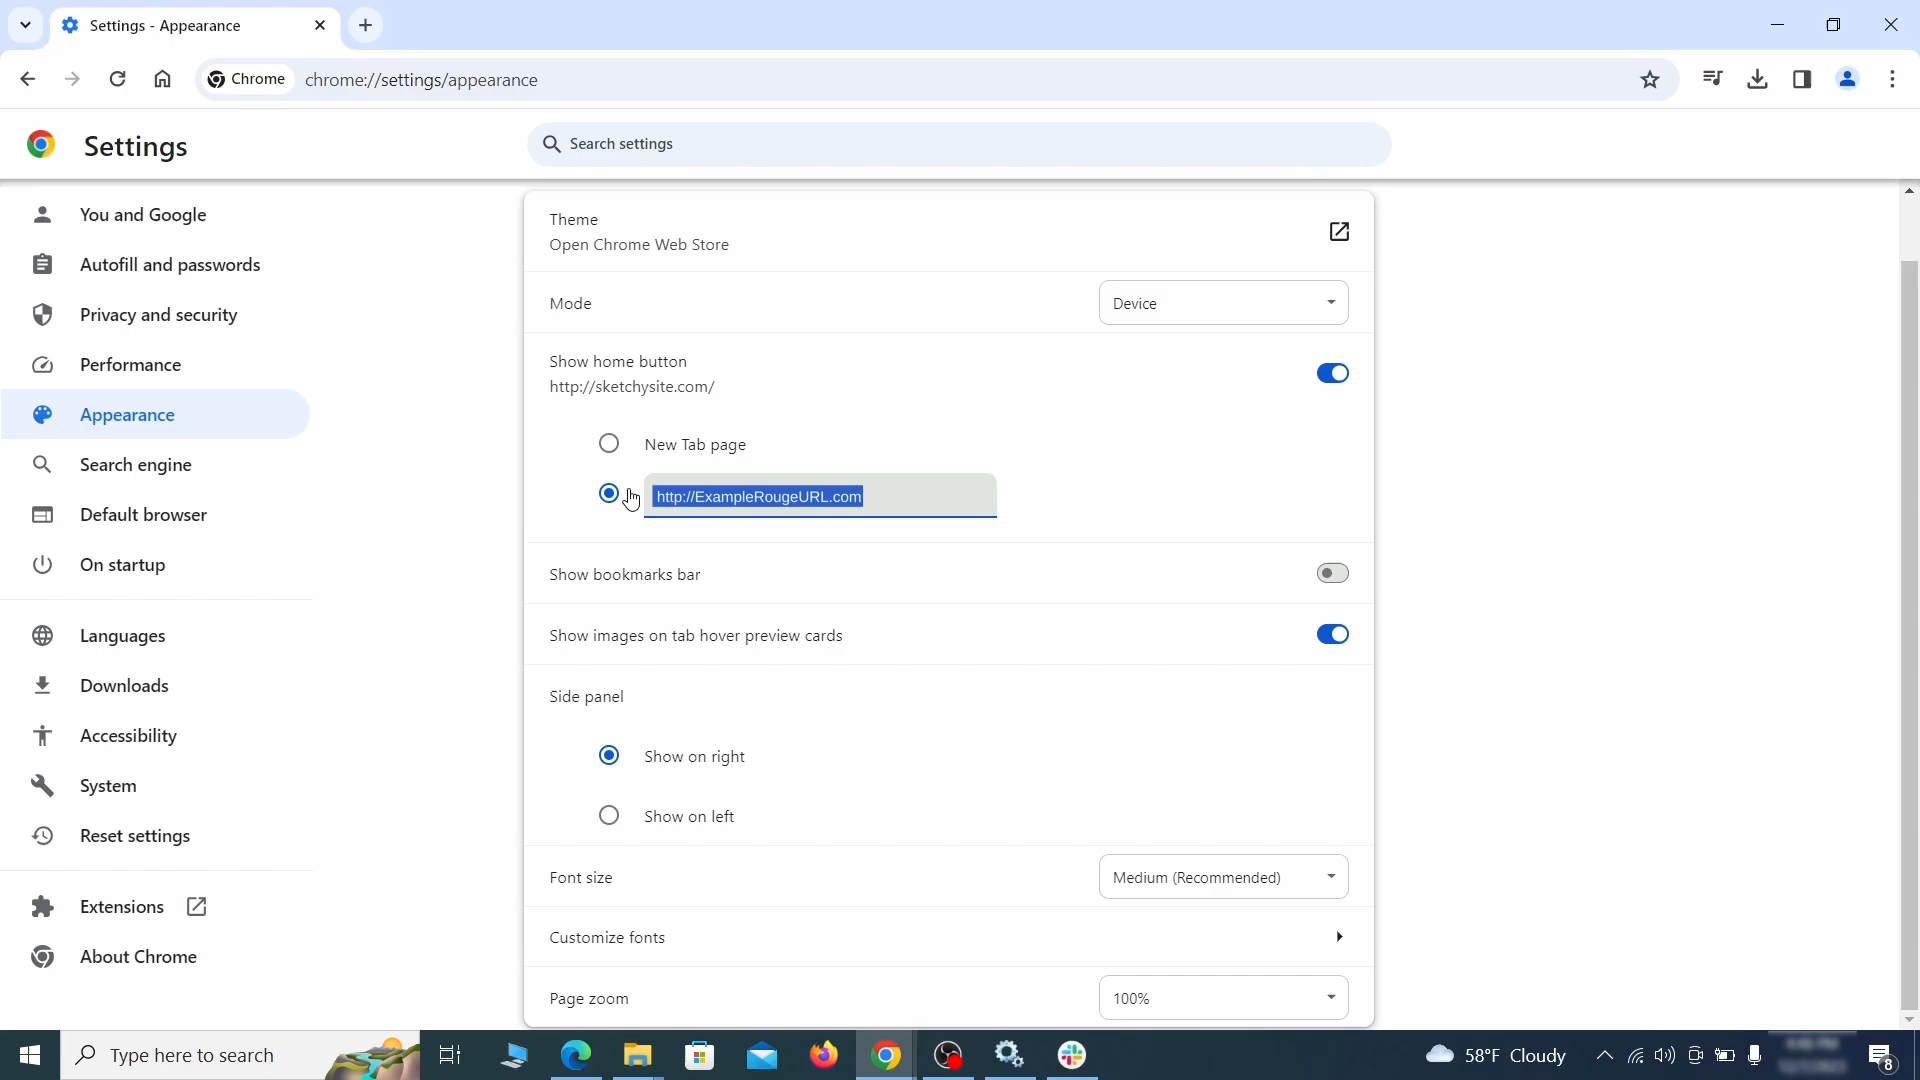 Settings - Appearance
Chrome
chrome://settings/appearance
Settings
Search settings
You and Google
Autofill and passwords
Privacy and security
Performance
Appearance
Search engine
Default browser
On startup
Languages
Downloads
Accessibility
System
Reset settings
Extensions
About Chrome
Theme
Open Chrome Web Store
Mode
Device
Show home button
http://sketchysite.com/
New Tab page
http://ExampleRougeURL.com
Show bookmarks bar
Show images on tab hover preview cards
Side panel
Show on right
Show on left
Font size
Medium (Recommended)
Customize fonts
Page zoom
100%
Type here to search
58°F Cloudy
8